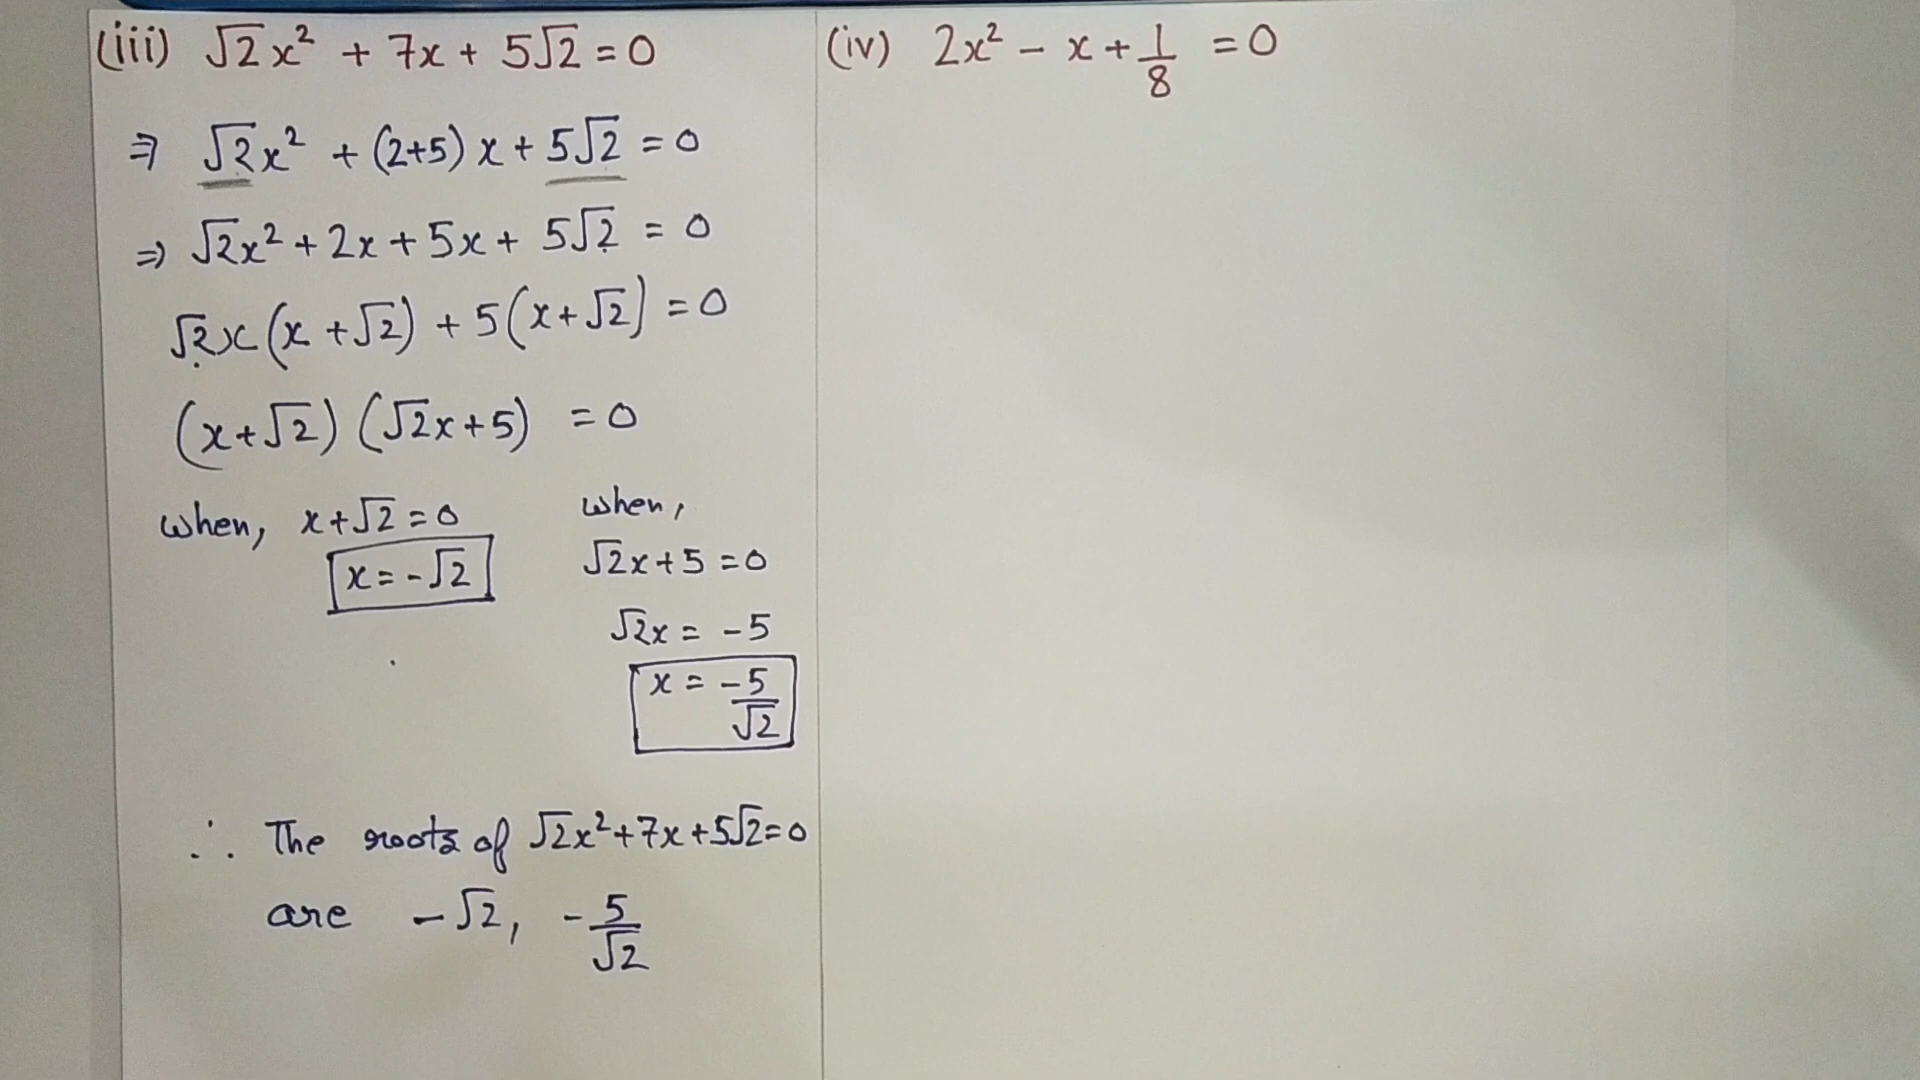 (iii) √2x² + 7x + 5√2 = 0
⇒ √2x² + (2+5)x + 5√2 = 0
⇒ √2x² + 2x + 5x + 5√2 = 0
√2x(x + √2) + 5(x + √2) = 0
(x+√2) (√2x+5) = 0
when, x+√2 = 0
x = -√2
when,
√2x + 5 = 0
√2x = -5
x = -5/√2
∴ The roots of √2x²+7x+5√2=0
are -√2, -5/√2
(iv) 2x² - x + 1/8 = 0